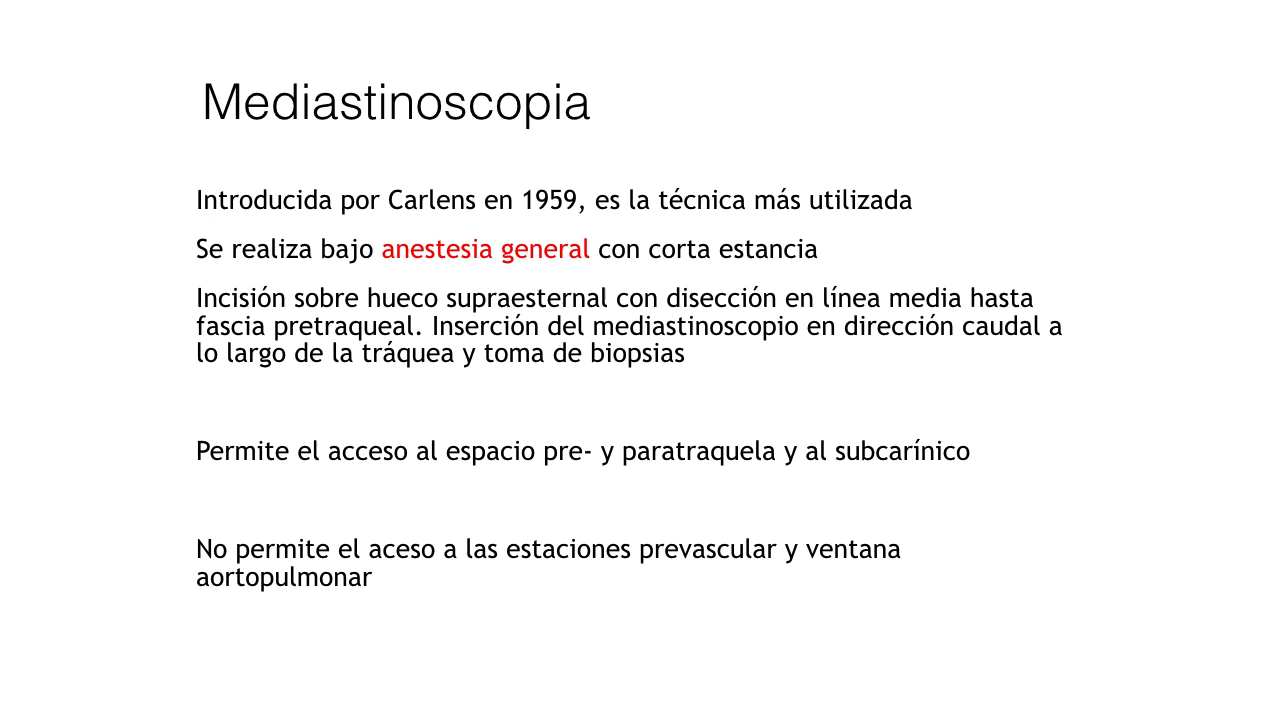 Mediastinoscopia
Introducida por Carlens en 1959, es la técnica más utilizada
Se realiza bajo anestesia general con corta estancia
Incisión sobre hueco supraesternal con disección en línea media hasta
fascia pretraqueal. Inserción del mediastinoscopio en dirección caudal a
lo largo de la tráquea y toma de biopsias
Permite el acceso al espacio pre- y paratraquela y al subcarínico
No permite el aceso a las estaciones prevascular y ventana
aortopulmonar